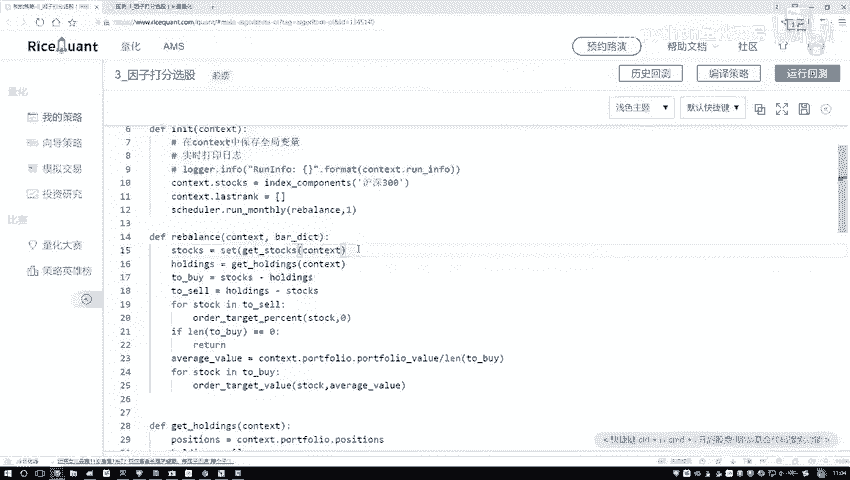 https://www.ricequant.com
RiceQuant 量化 AMS 预约路演 帮助文档 社区
3_因子打分选股 股票 历史回测 编译策略 运行回测
量化
浅色主题 默认快捷键
我的策略
向导策略
模拟交易
投资研究
比赛
量化大赛
策略英雄榜
6 def init(context):
7 # 在context中保存全局变量
8 # 实时打印日志
9 # logger.info("RunInfo: {}".format(context.run_info))
10 context.stocks = index_components('沪深300')
11 context.lastrank = []
12 scheduler.run_monthly(rebalance,1)
13
14 def rebalance(context, bar_dict):
15 stocks = set(get_stocks(context)
16 holdings = get_holdings(context)
17 to_buy = stocks - holdings
18 to_sell = holdings - stocks
19 for stock in to_sell:
20 order_target_percent(stock,0)
21 if len(to_buy) == 0:
22 return
23 average_value = context.portfolio.portfolio_value/len(to_buy)
24 for stock in to_buy:
25 order_target_value(stock,average_value)
26
27
28 def get_holdings(context):
29 positions = context.portfolio.positions
11:04